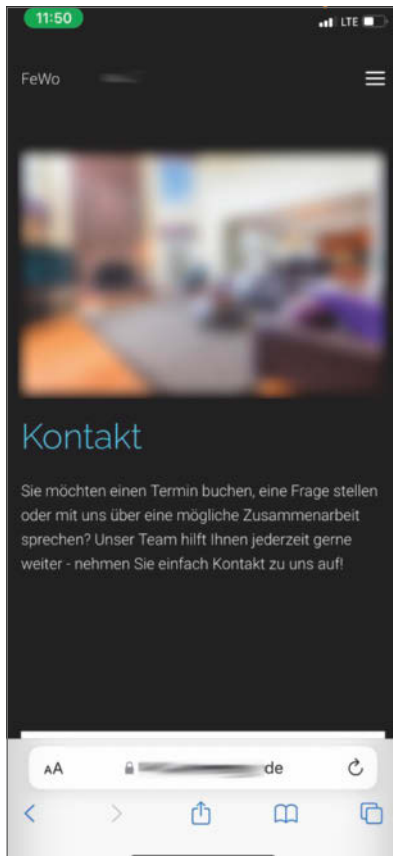 11:50
LTE
FeWo
Kontakt
Sie möchten einen Termin buchen, eine Frage stellen
oder mit uns über eine mögliche Zusammenarbeit
sprechen? Unser Team hilft Ihnen jederzeit gerne
weiter - nehmen Sie einfach Kontakt zu uns auf!
AA de